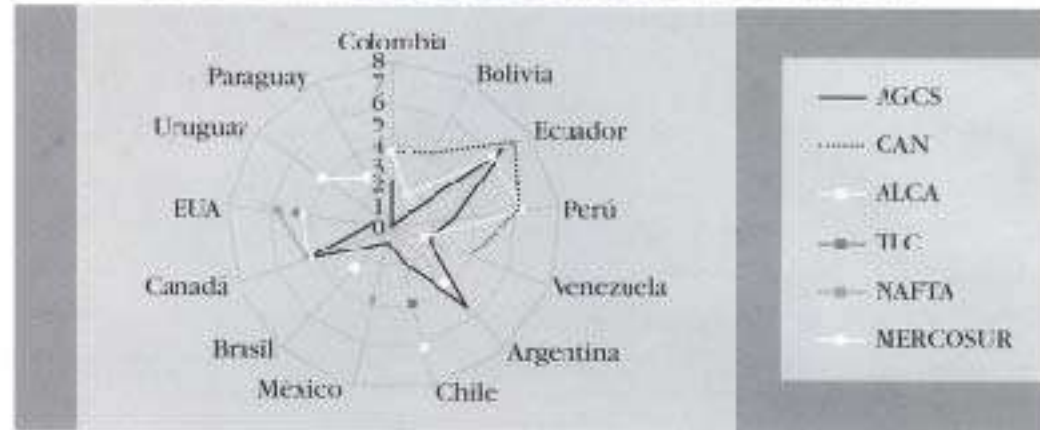 Colombia
Bolivia
Ecuador
Perú
Venezuela
Argentina
Chile
Mexico
Brasil
Canadá
EUA
Uruguay
Paraguay
8
7
6
5
4
3
2
1
0
AGCS
CAN
ALCA
TLC
NAFTA
MERCOSUR